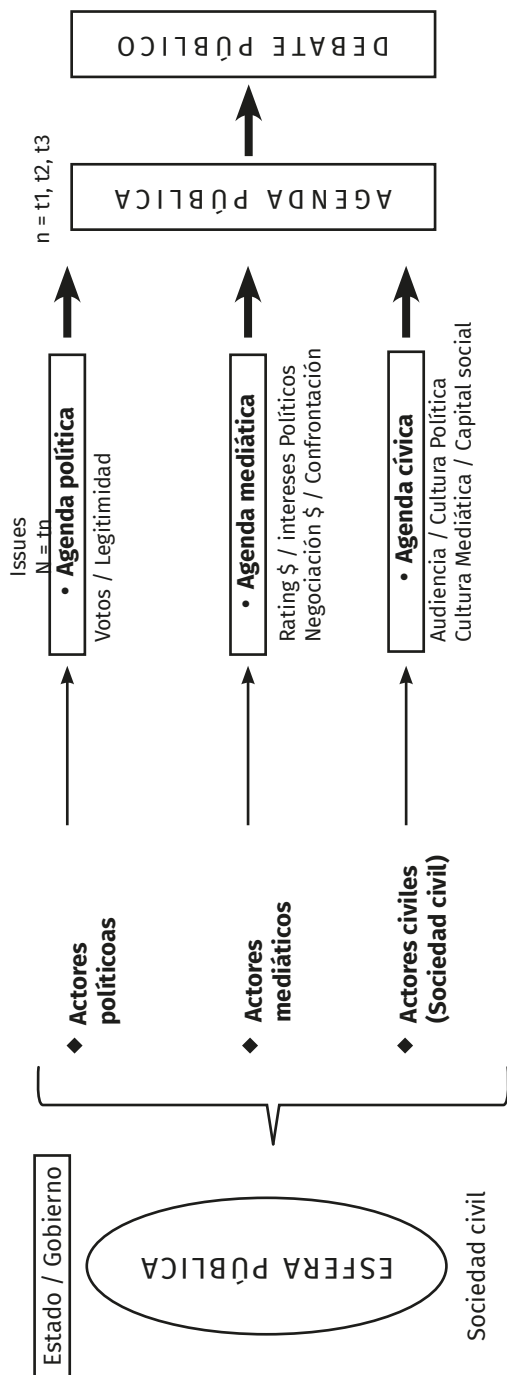 Estado / Gobierno
ESFERA PÚBLICA
Sociedad civil
◆ Actores
políticoas
◆ Actores
mediáticos
◆ Actores civiles
(Sociedad civil)
Issues
N = tn
• Agenda política
Votos / Legitimidad
• Agenda mediática
Rating $ / intereses Políticos
Negociación $ / Confrontación
• Agenda cívica
Audiencia / Cultura Política
Cultura Mediática / Capital social
n = t1, t2, t3
AGENDA PÚBLICA
DEBATE PÚBLICO